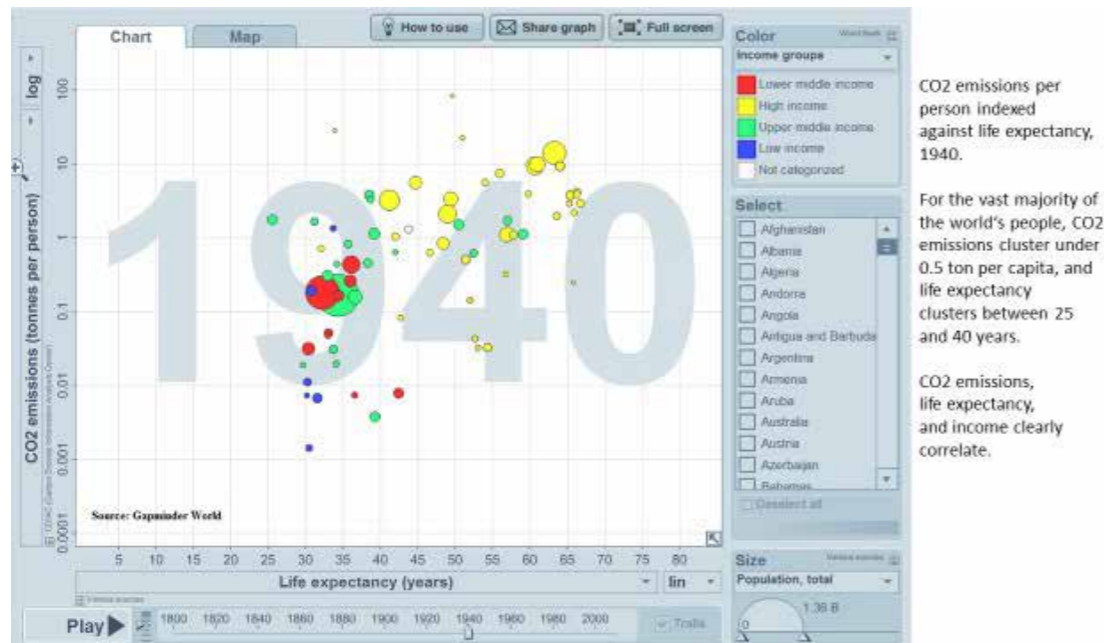 Chart
Map
How to use
Share graph
Full screen
log
CO2 emissions (tonnes per person)
100
10
1
0.1
0.01
0.001
0.0001
1940
Source: Gapminder World
5 10 15 20 25 30 35 40 45 50 55 60 65 70 75 80
Life expectancy (years)
lin
Play
1800 1820 1840 1860 1880 1900 1920 1940 1960 1980 2000
Trails
Color
Income groups
Lower middle income
High income
Upper middle income
Low income
Not categorized
Select
Afghanistan
Albania
Algeria
Andorra
Angola
Antigua and Barbuda
Argentina
Armenia
Aruba
Australia
Austria
Azerbaijan
Bahamas
Deselect all
Size
Population, total
1.36 B
0
CO2 emissions per
person indexed
against life expectancy,
1940.
For the vast majority of
the world's people, CO2
emissions cluster under
0.5 ton per capita, and
life expectancy
clusters between 25
and 40 years.
CO2 emissions,
life expectancy,
and income clearly
correlate.